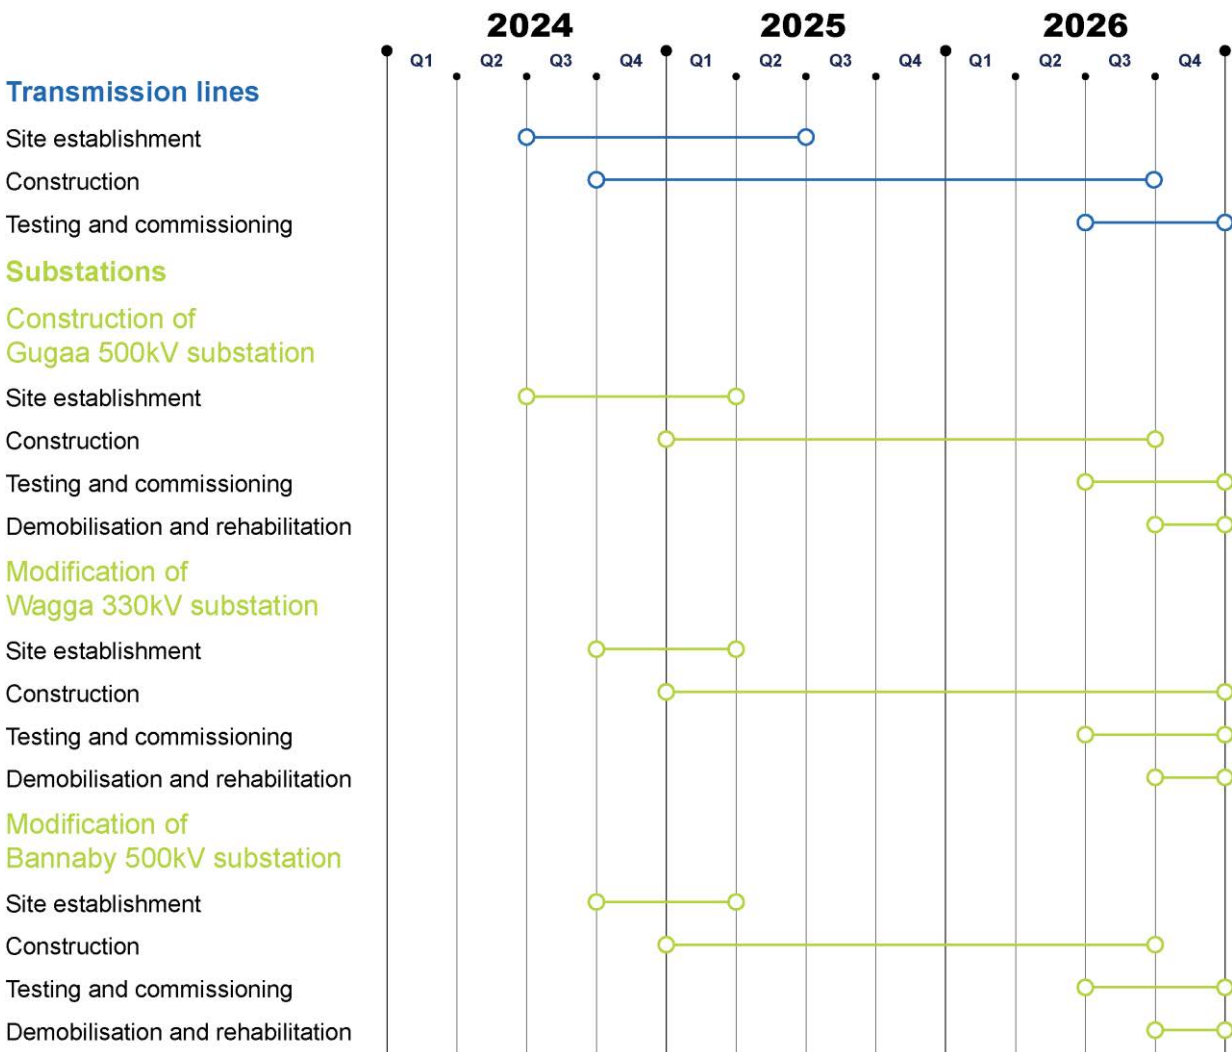 2024 2025 2026
Q1 Q2 Q3 Q4 Q1 Q2 Q3 Q4 Q1 Q2 Q3 Q4
Transmission lines
Site establishment
Construction
Testing and commissioning
Substations
Construction of
Gugaa 500kV substation
Site establishment
Construction
Testing and commissioning
Demobilisation and rehabilitation
Modification of
Wagga 330kV substation
Site establishment
Construction
Testing and commissioning
Demobilisation and rehabilitation
Modification of
Bannaby 500kV substation
Site establishment
Construction
Testing and commissioning
Demobilisation and rehabilitation